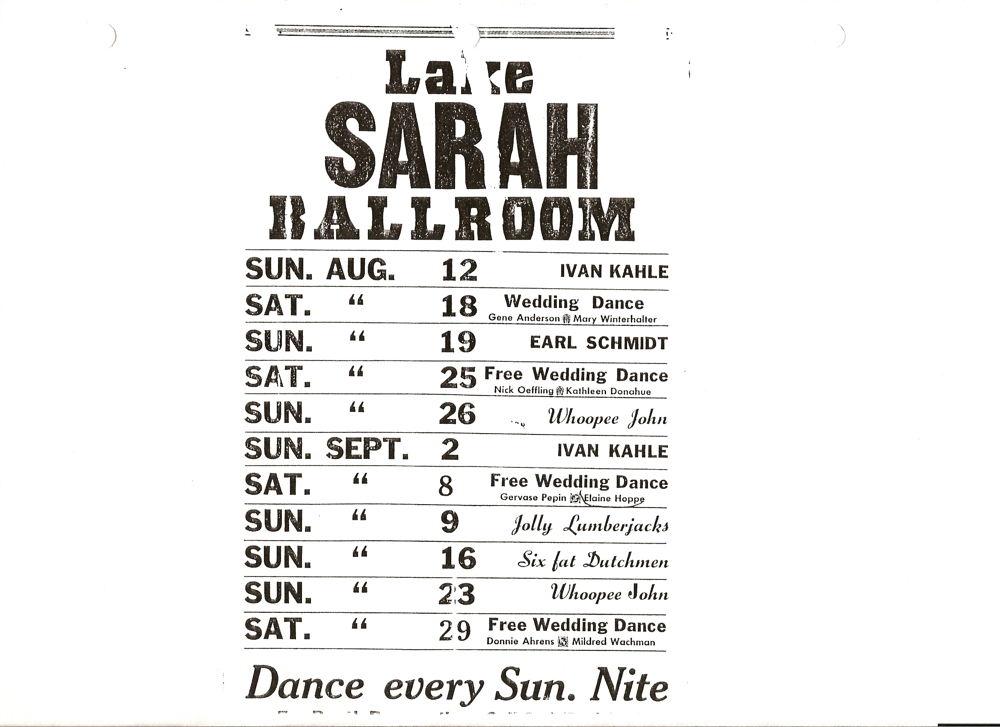 Lake
SARAH
BALLROOM
SUN. AUG. 12 IVAN KAHLE
SAT. “ 18 Wedding Dance
Gene Anderson Mary Winterhalter
SUN. “ 19 EARL SCHMIDT
SAT. “ 25 Free Wedding Dance
Nick Oeffling Kathleen Donahue
SUN. “ 26 Whoopee John
SUN. SEPT. 2 IVAN KAHLE
SAT. “ 8 Free Wedding Dance
Gervase Pepin Elaine Hoppe
SUN. “ 9 Jolly Lumberjacks
SUN. “ 16 Six fat Dutchmen
SUN. “ 23 Whoopee John
SAT. “ 29 Free Wedding Dance
Donnie Ahrens Mildred Wachman
Dance every Sun. Nite